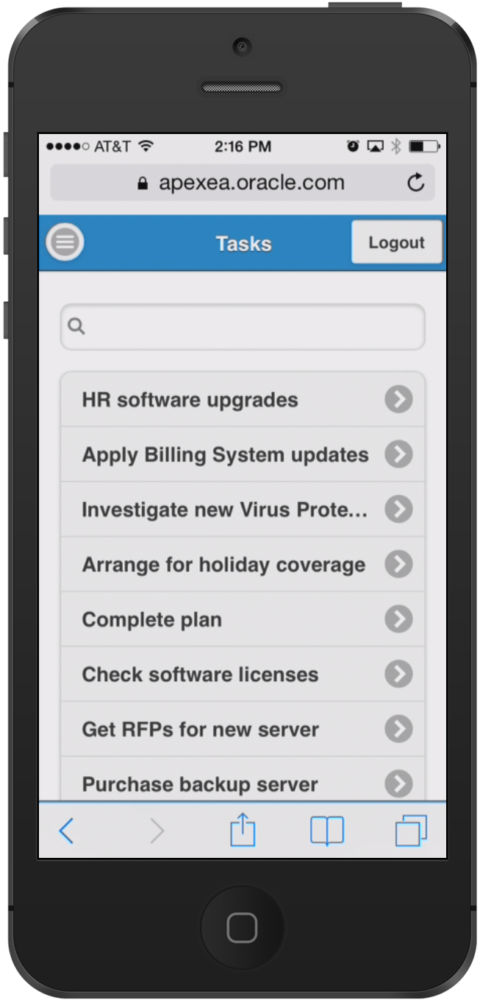 AT&T 2:16 PM
apexea.oracle.com
Tasks Logout
HR software upgrades
Apply Billing System updates
Investigate new Virus Prote...
Arrange for holiday coverage
Complete plan
Check software licenses
Get RFPs for new server
Purchase backup server